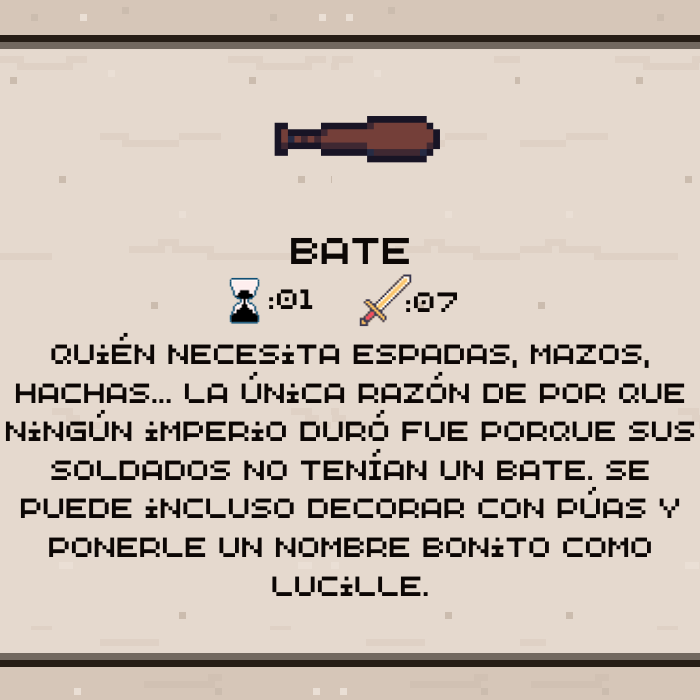 BATE
:01 :07
QUIÉN NECESITA ESPADAS, MAZOS,
HACHAS... LA ÚNICA RAZÓN DE POR QUE
NINGÚN IMPERIO DURÓ FUE PORQUE SUS
SOLDADOS NO TENÍAN UN BATE. SE
PUEDE INCLUSO DECORAR CON PÚAS Y
PONERLE UN NOMBRE BONITO COMO
LUCILLE.